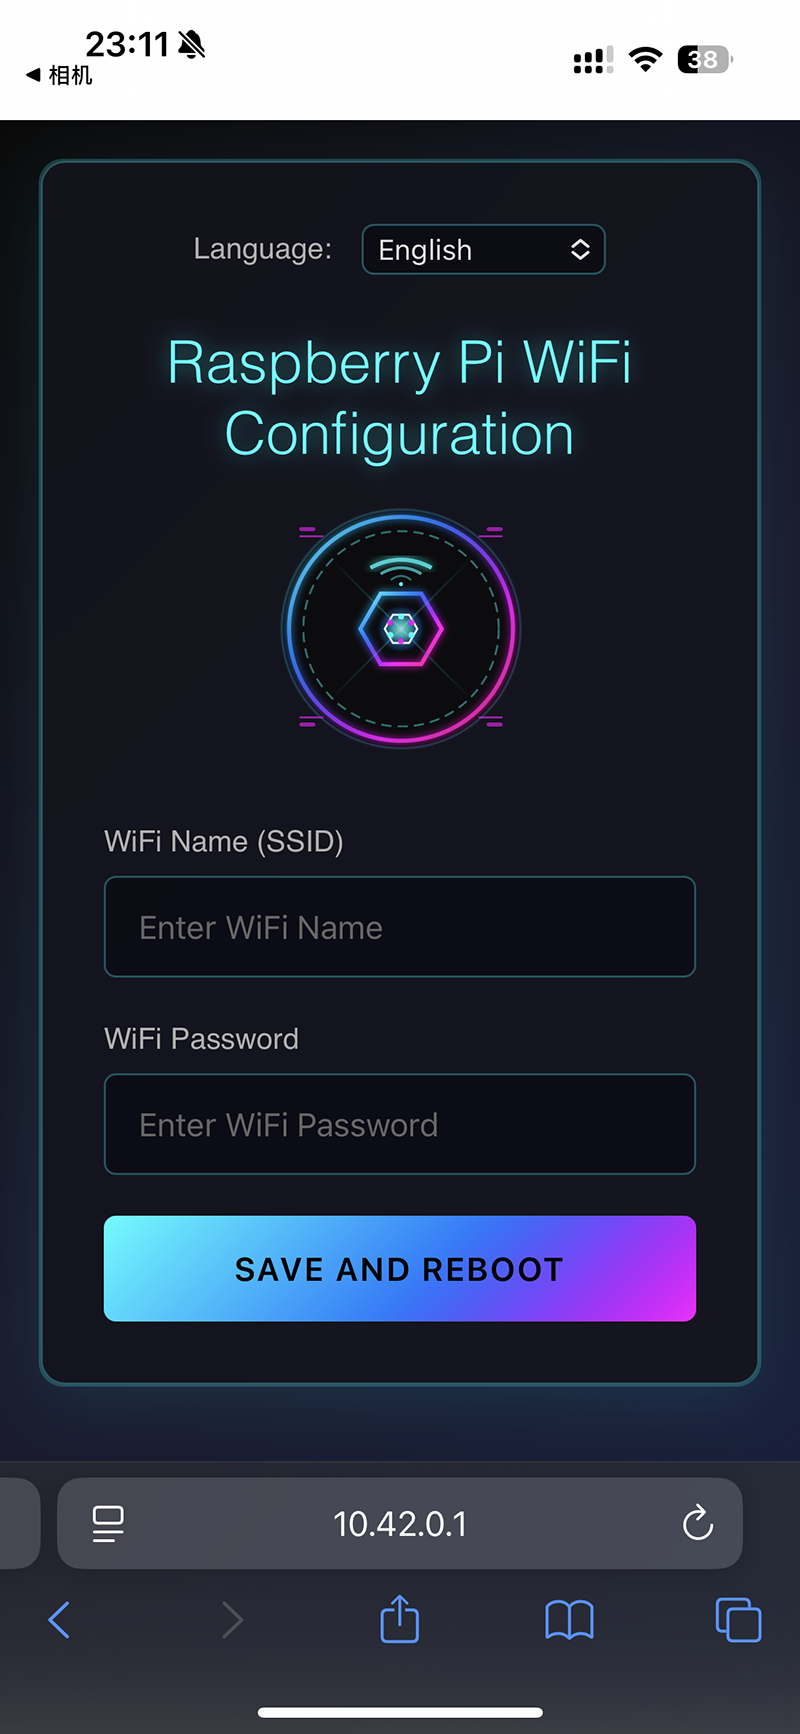 23:11
◀ 相机
38
Language: English
Raspberry Pi WiFi
Configuration
WiFi Name (SSID)
Enter WiFi Name
WiFi Password
Enter WiFi Password
SAVE AND REBOOT
10.42.0.1